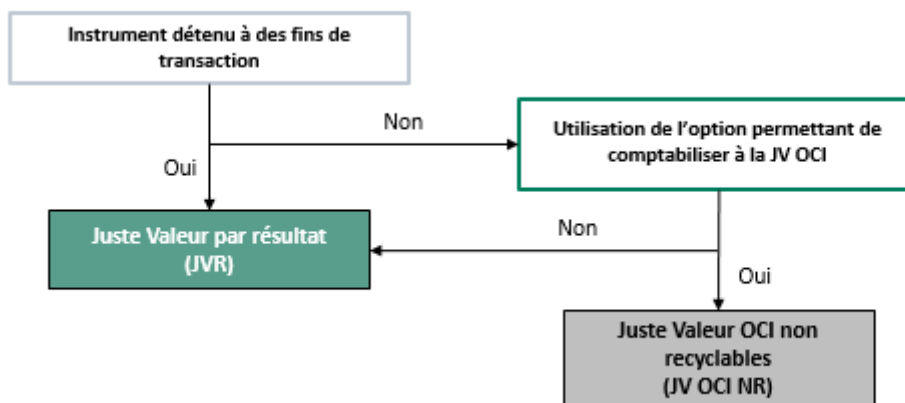 Instrument détenu à des fins de
transaction
Non
Utilisation de l'option permettant de
comptabiliser à la JV OCI
Oui
Juste Valeur par résultat
(JVR)
Non
Oui
Juste Valeur OCI non
recyclables
(JV OCI NR)